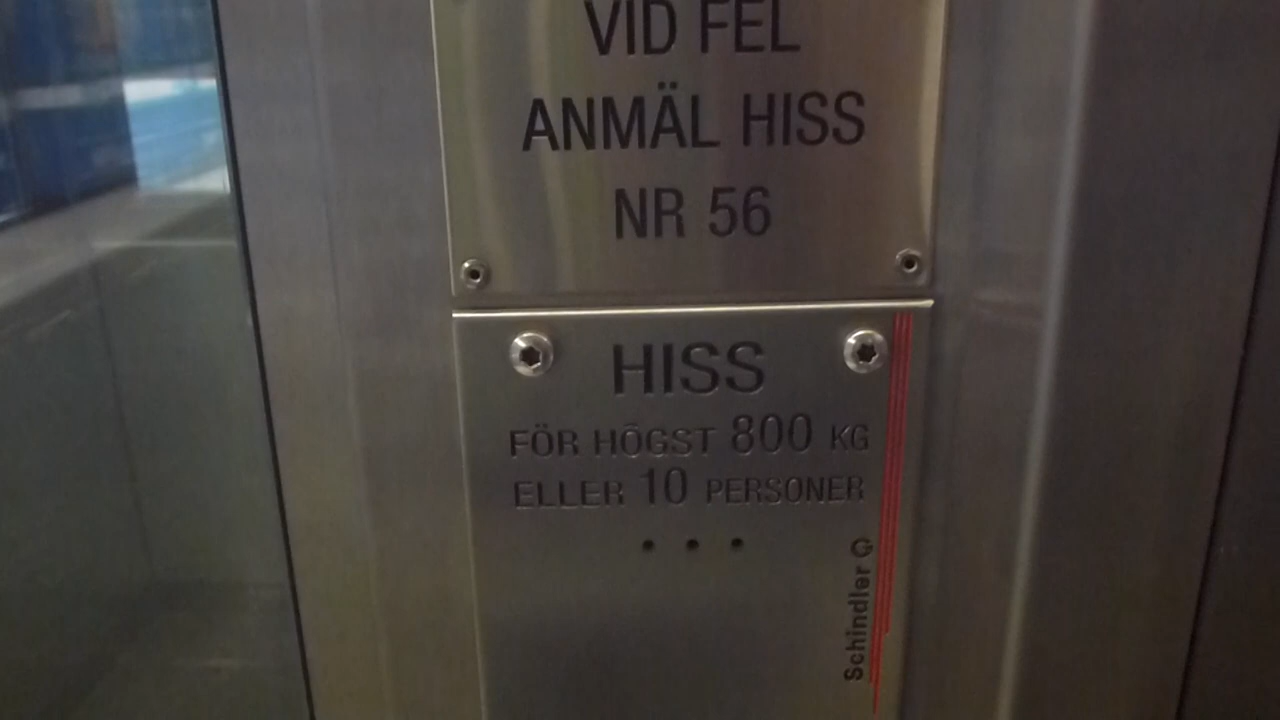 VID FEL
ANMÄL HISS
NR 56
HISS
FÖR HÖGST 800 KG
ELLER 10 PERSONER
Schindler